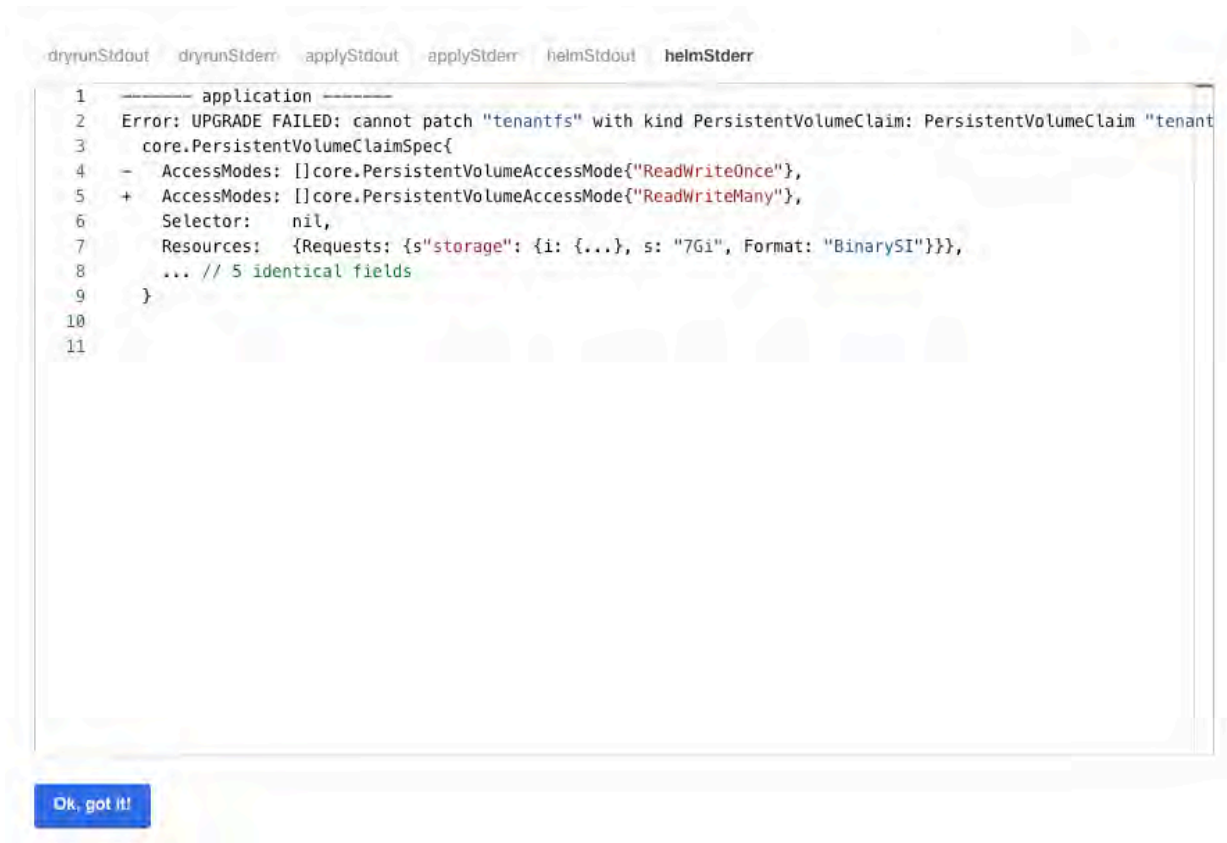 dryrunStdout dryrunStderr applyStdout applyStderr helmStdout helmStderr
1 ------- application -------
2 Error: UPGRADE FAILED: cannot patch "tenantfs" with kind PersistentVolumeClaim: PersistentVolumeClaim "tenant
3 core.PersistentVolumeClaimSpec{
4 - AccessModes: []core.PersistentVolumeAccessMode{"ReadWriteOnce"},
5 + AccessModes: []core.PersistentVolumeAccessMode{"ReadWriteMany"},
6 Selector: nil,
7 Resources: {Requests: {s"storage": {i: {...}, s: "7Gi", Format: "BinarySI"}}},
8 ... // 5 identical fields
9 }
10
11
Ok, got it!